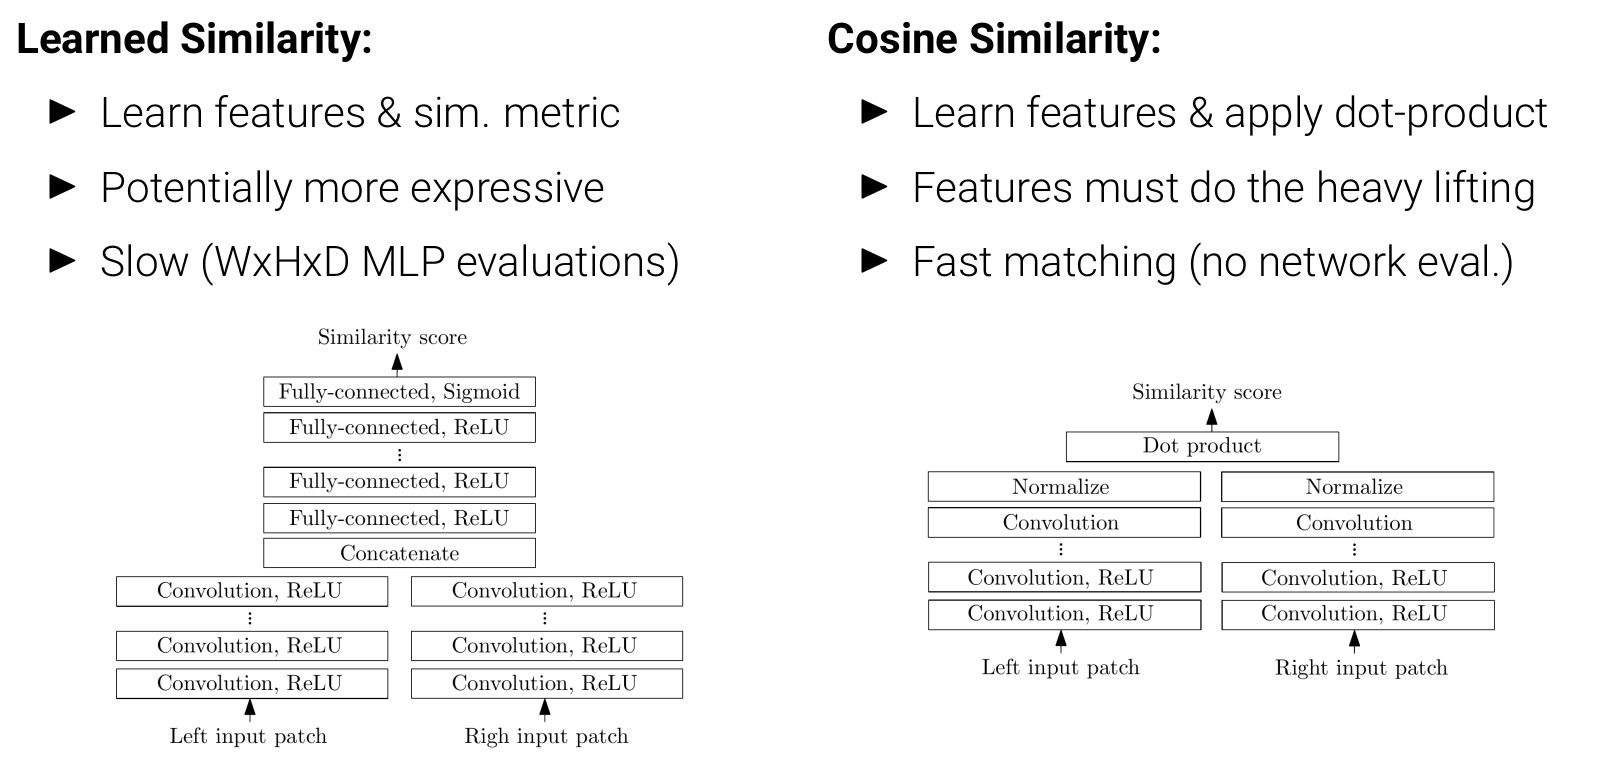 Learned Similarity:
► Learn features & sim. metric
► Potentially more expressive
► Slow (WxHxD MLP evaluations)
Similarity score
Fully-connected, Sigmoid
Fully-connected, ReLU
⋮
Fully-connected, ReLU
Fully-connected, ReLU
Concatenate
Convolution, ReLU
Convolution, ReLU
⋮
⋮
Convolution, ReLU
Convolution, ReLU
Convolution, ReLU
Convolution, ReLU
Left input patch
Righ input patch
Cosine Similarity:
► Learn features & apply dot-product
► Features must do the heavy lifting
► Fast matching (no network eval.)
Similarity score
Dot product
Normalize
Normalize
Convolution
Convolution
⋮
⋮
Convolution, ReLU
Convolution, ReLU
Convolution, ReLU
Convolution, ReLU
Left input patch
Right input patch